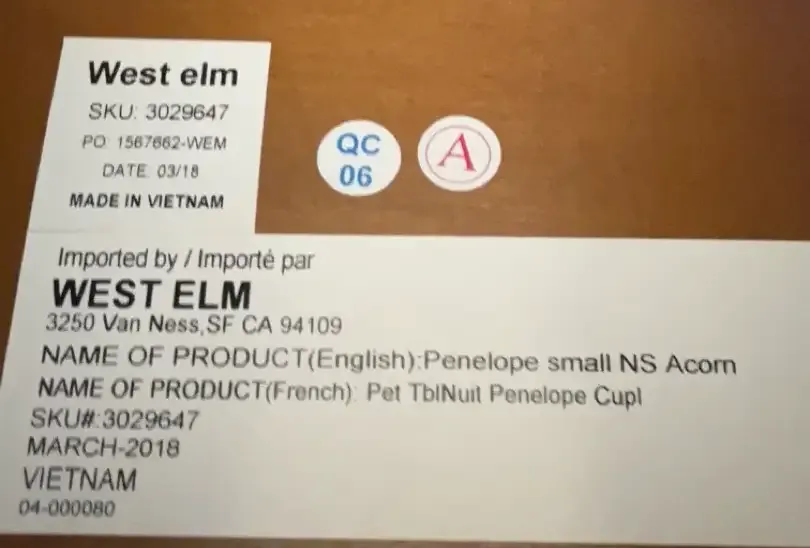 West elm
SKU: 3029647
PO: 1567662-WEM
DATE: 03/18
MADE IN VIETNAM
QC
06
A
Imported by / Importé par
WEST ELM
3250 Van Ness,SF CA 94109
NAME OF PRODUCT(English):Penelope small NS Acorn
NAME OF PRODUCT(French): Pet TblNuit Penelope Cupl
SKU#:3029647
MARCH-2018
VIETNAM
04-000080